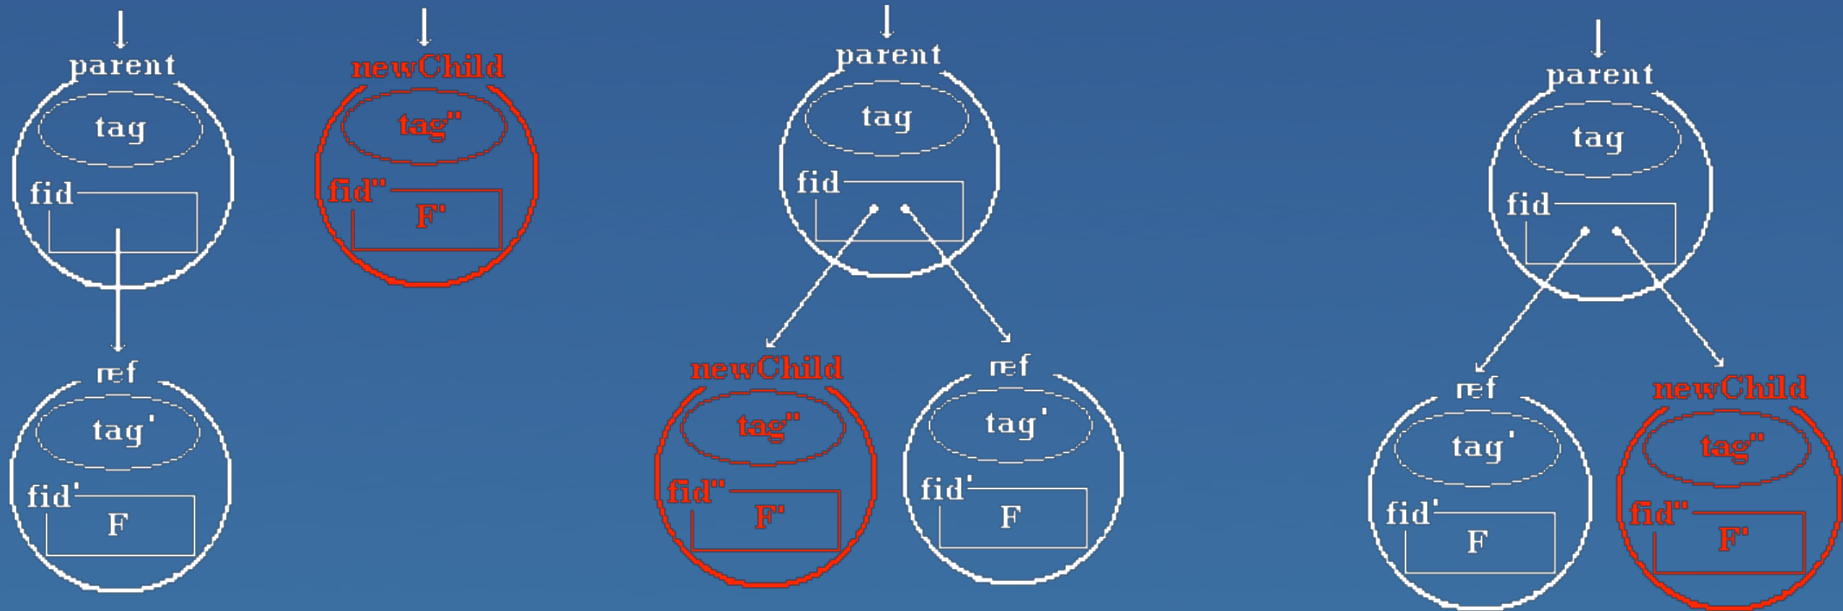 parent
tag
fid
ref
tag'
fid'
F
newChild
tag''
fid''
F'
parent
tag
fid
newChild
tag''
fid''
F'
ref
tag'
fid'
F
parent
tag
fid
ref
tag'
fid'
F
newChild
tag''
fid''
F'